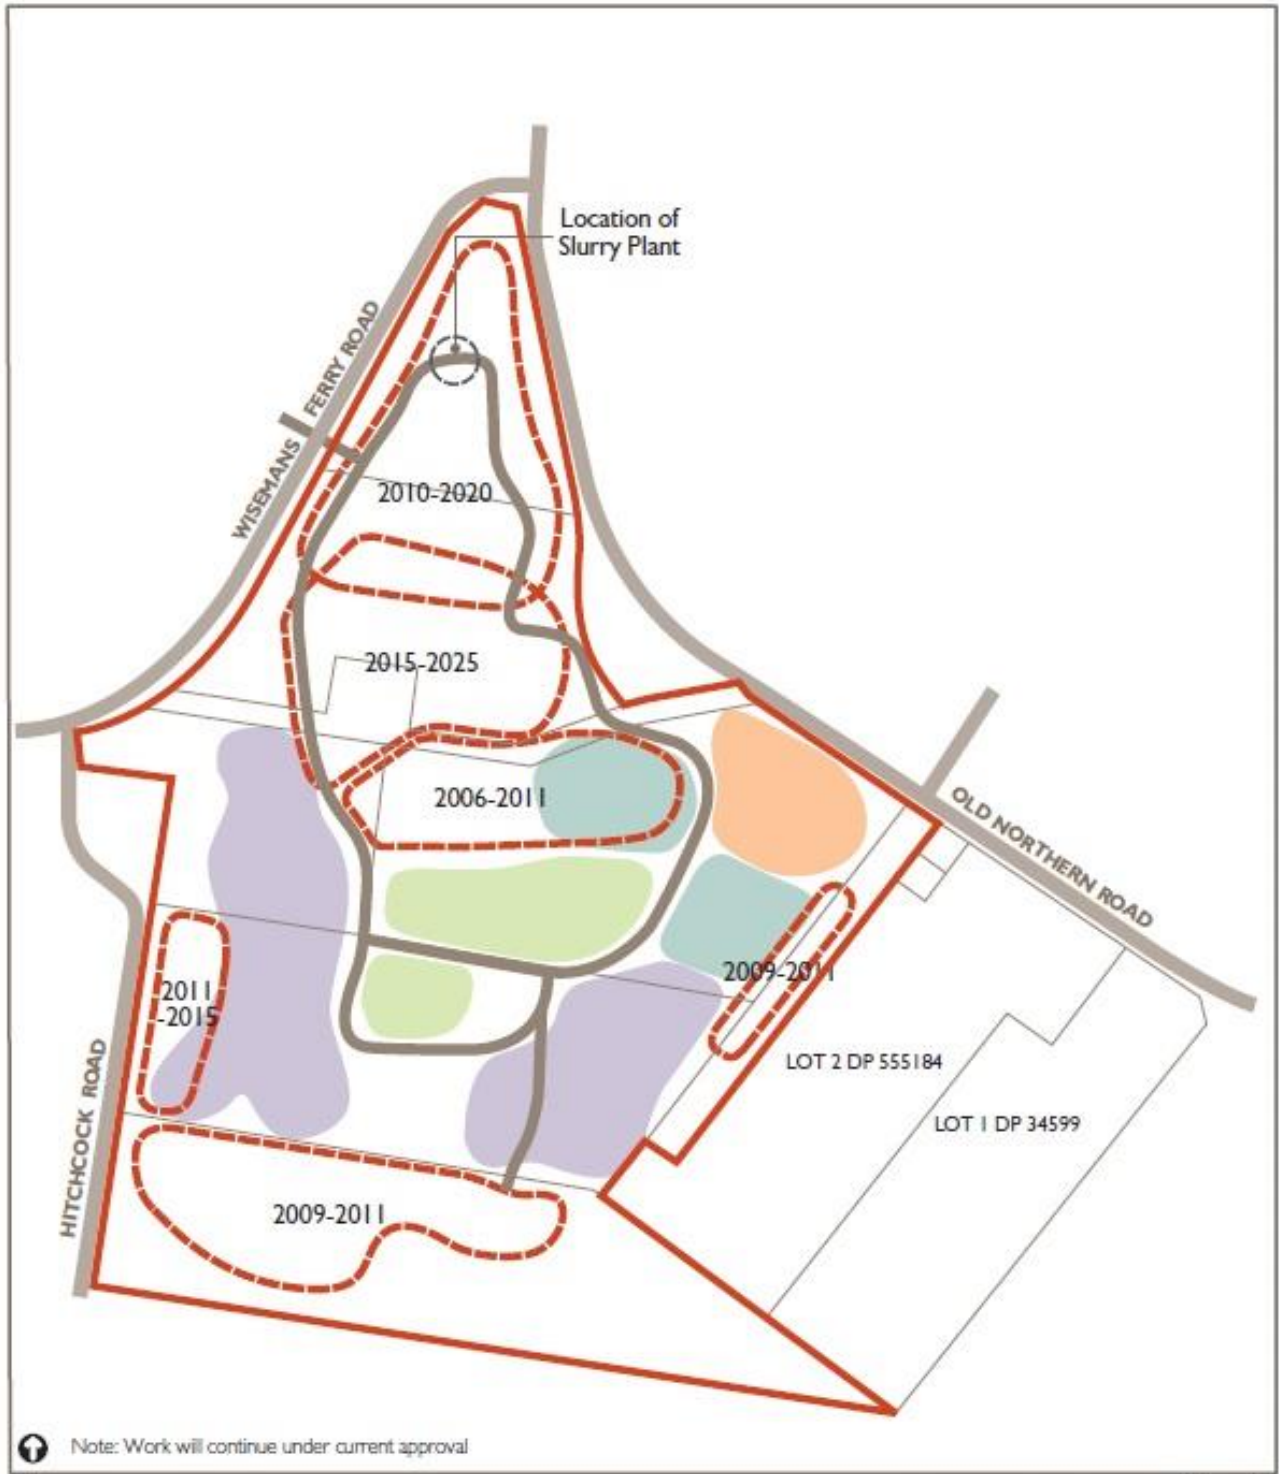 Location of
Slurry Plant
WISEMANS FERRY ROAD
2010-2020
2015-2025
2006-2011
OLD NORTHERN ROAD
2009-2011
2011
-2015
LOT 2 DP 555184
LOT 1 DP 34599
HITCHCOCK ROAD
2009-2011
Note: Work will continue under current approval